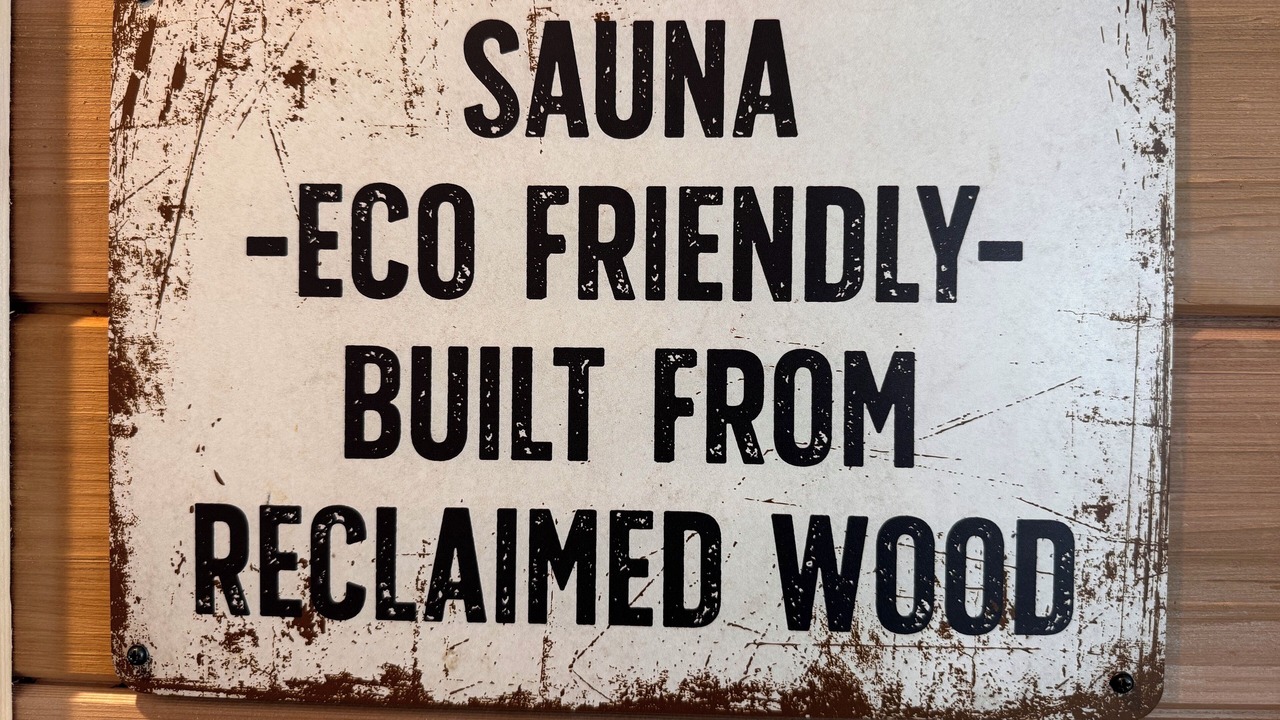 SAUNA
-ECO FRIENDLY-
BUILT FROM
RECLAIMED WOOD